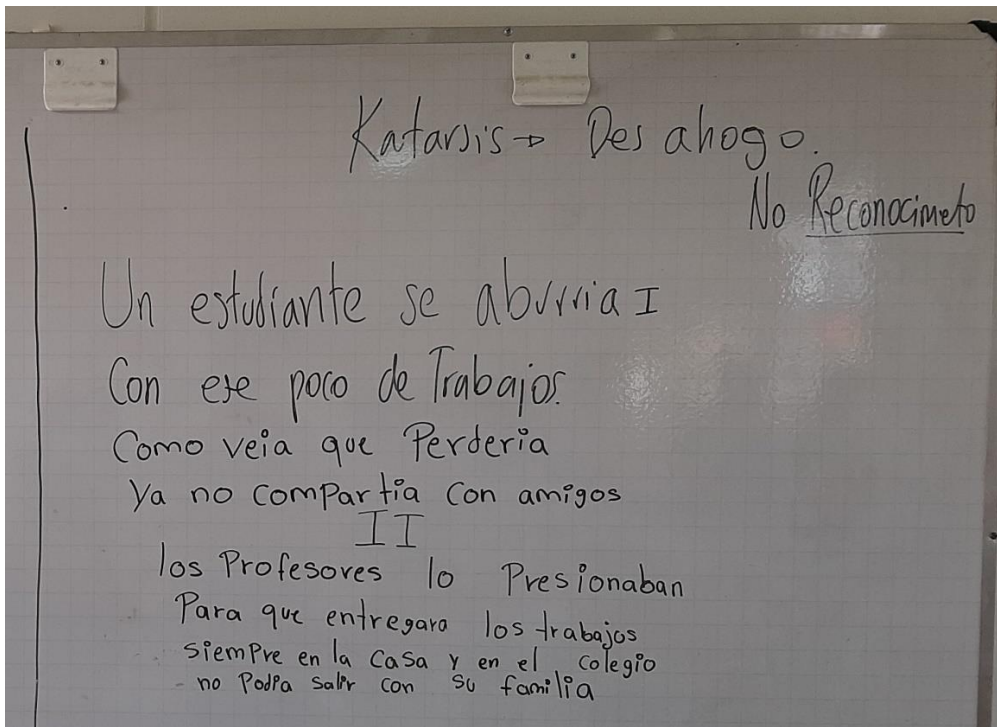 Katarsis → Des ahogo.
No Reconocimeto
Un estudiante se aburria I
Con ese poco de Trabajos.
Como veia que Perderia
Ya no compartia con amigos
II
los Profesores lo Presionaban
Para que entregara los trabajos
siempre en la casa y en el colegio
no Podia salir con su familia